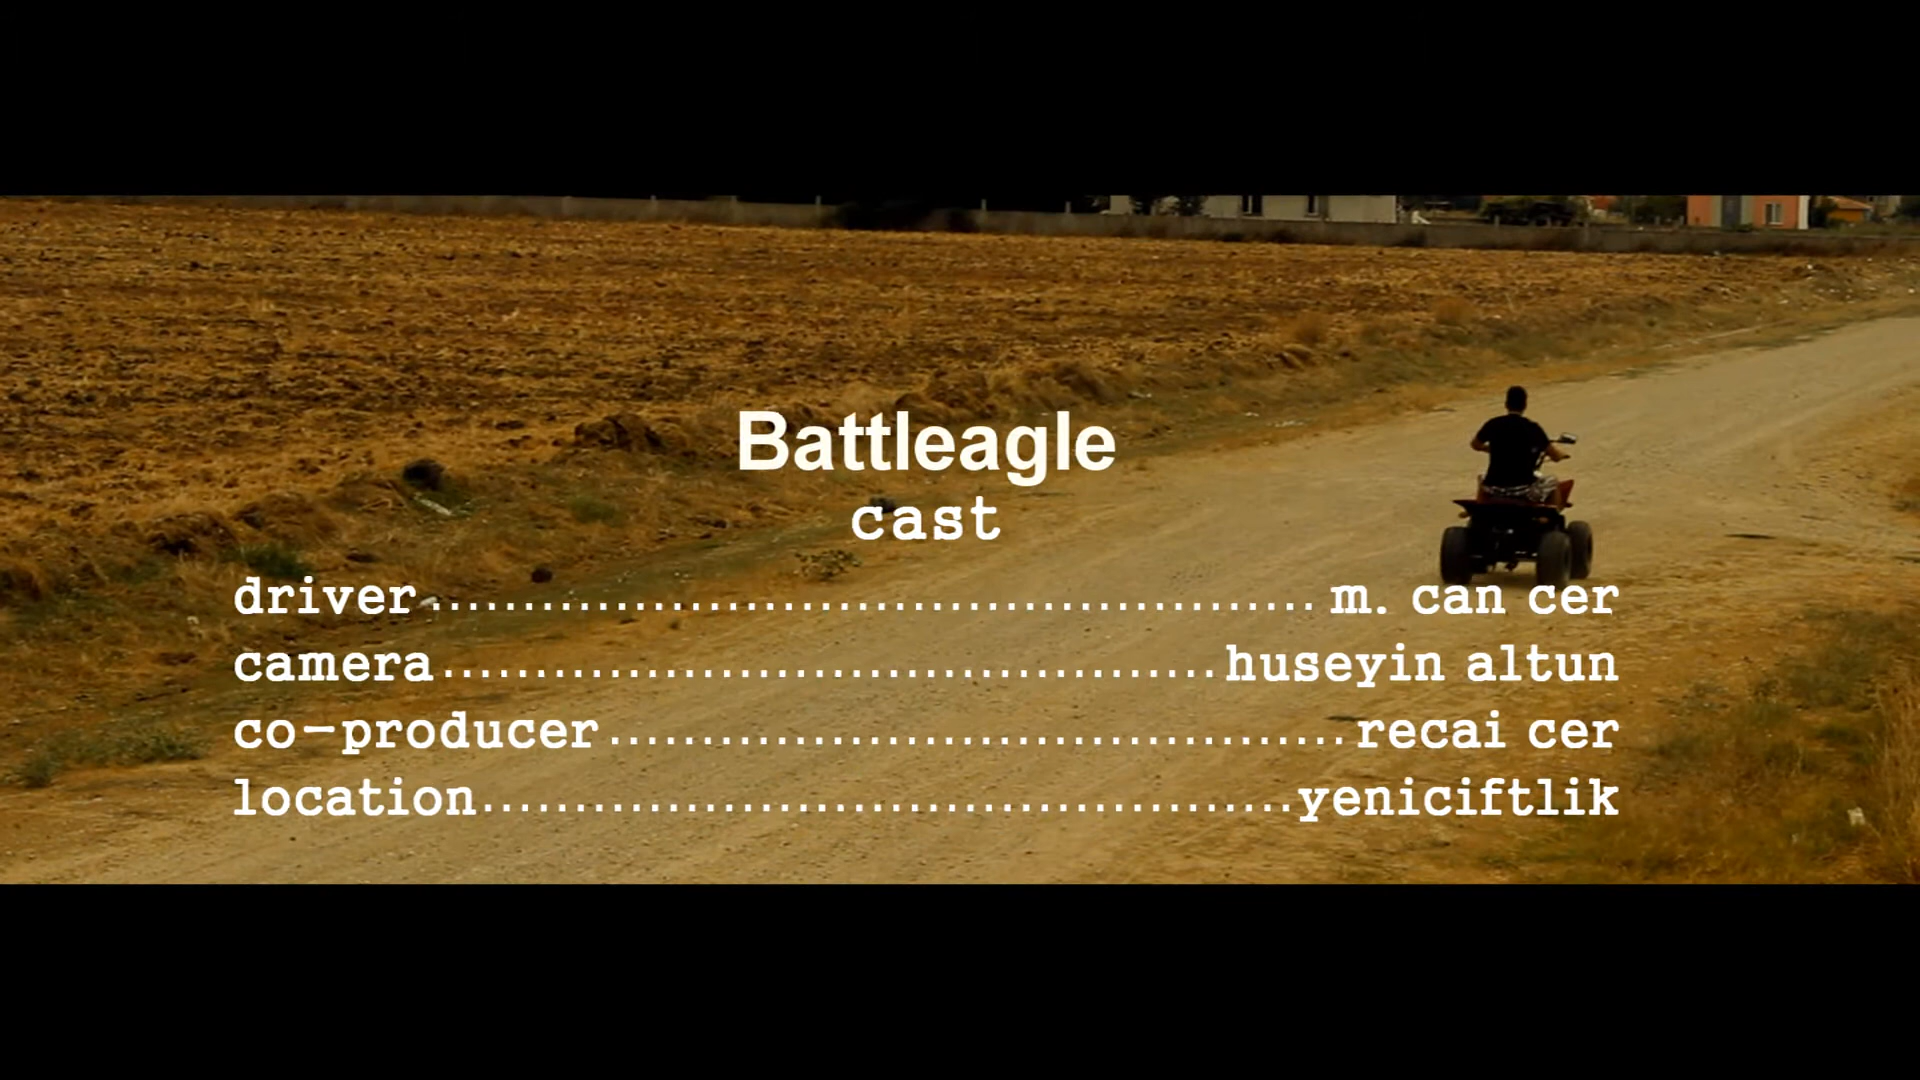 Battleagle
cast
driver................................................m. can cer
camera..........................................huseyin altun
co-producer........................................recai cer
location............................................yeniciftlik